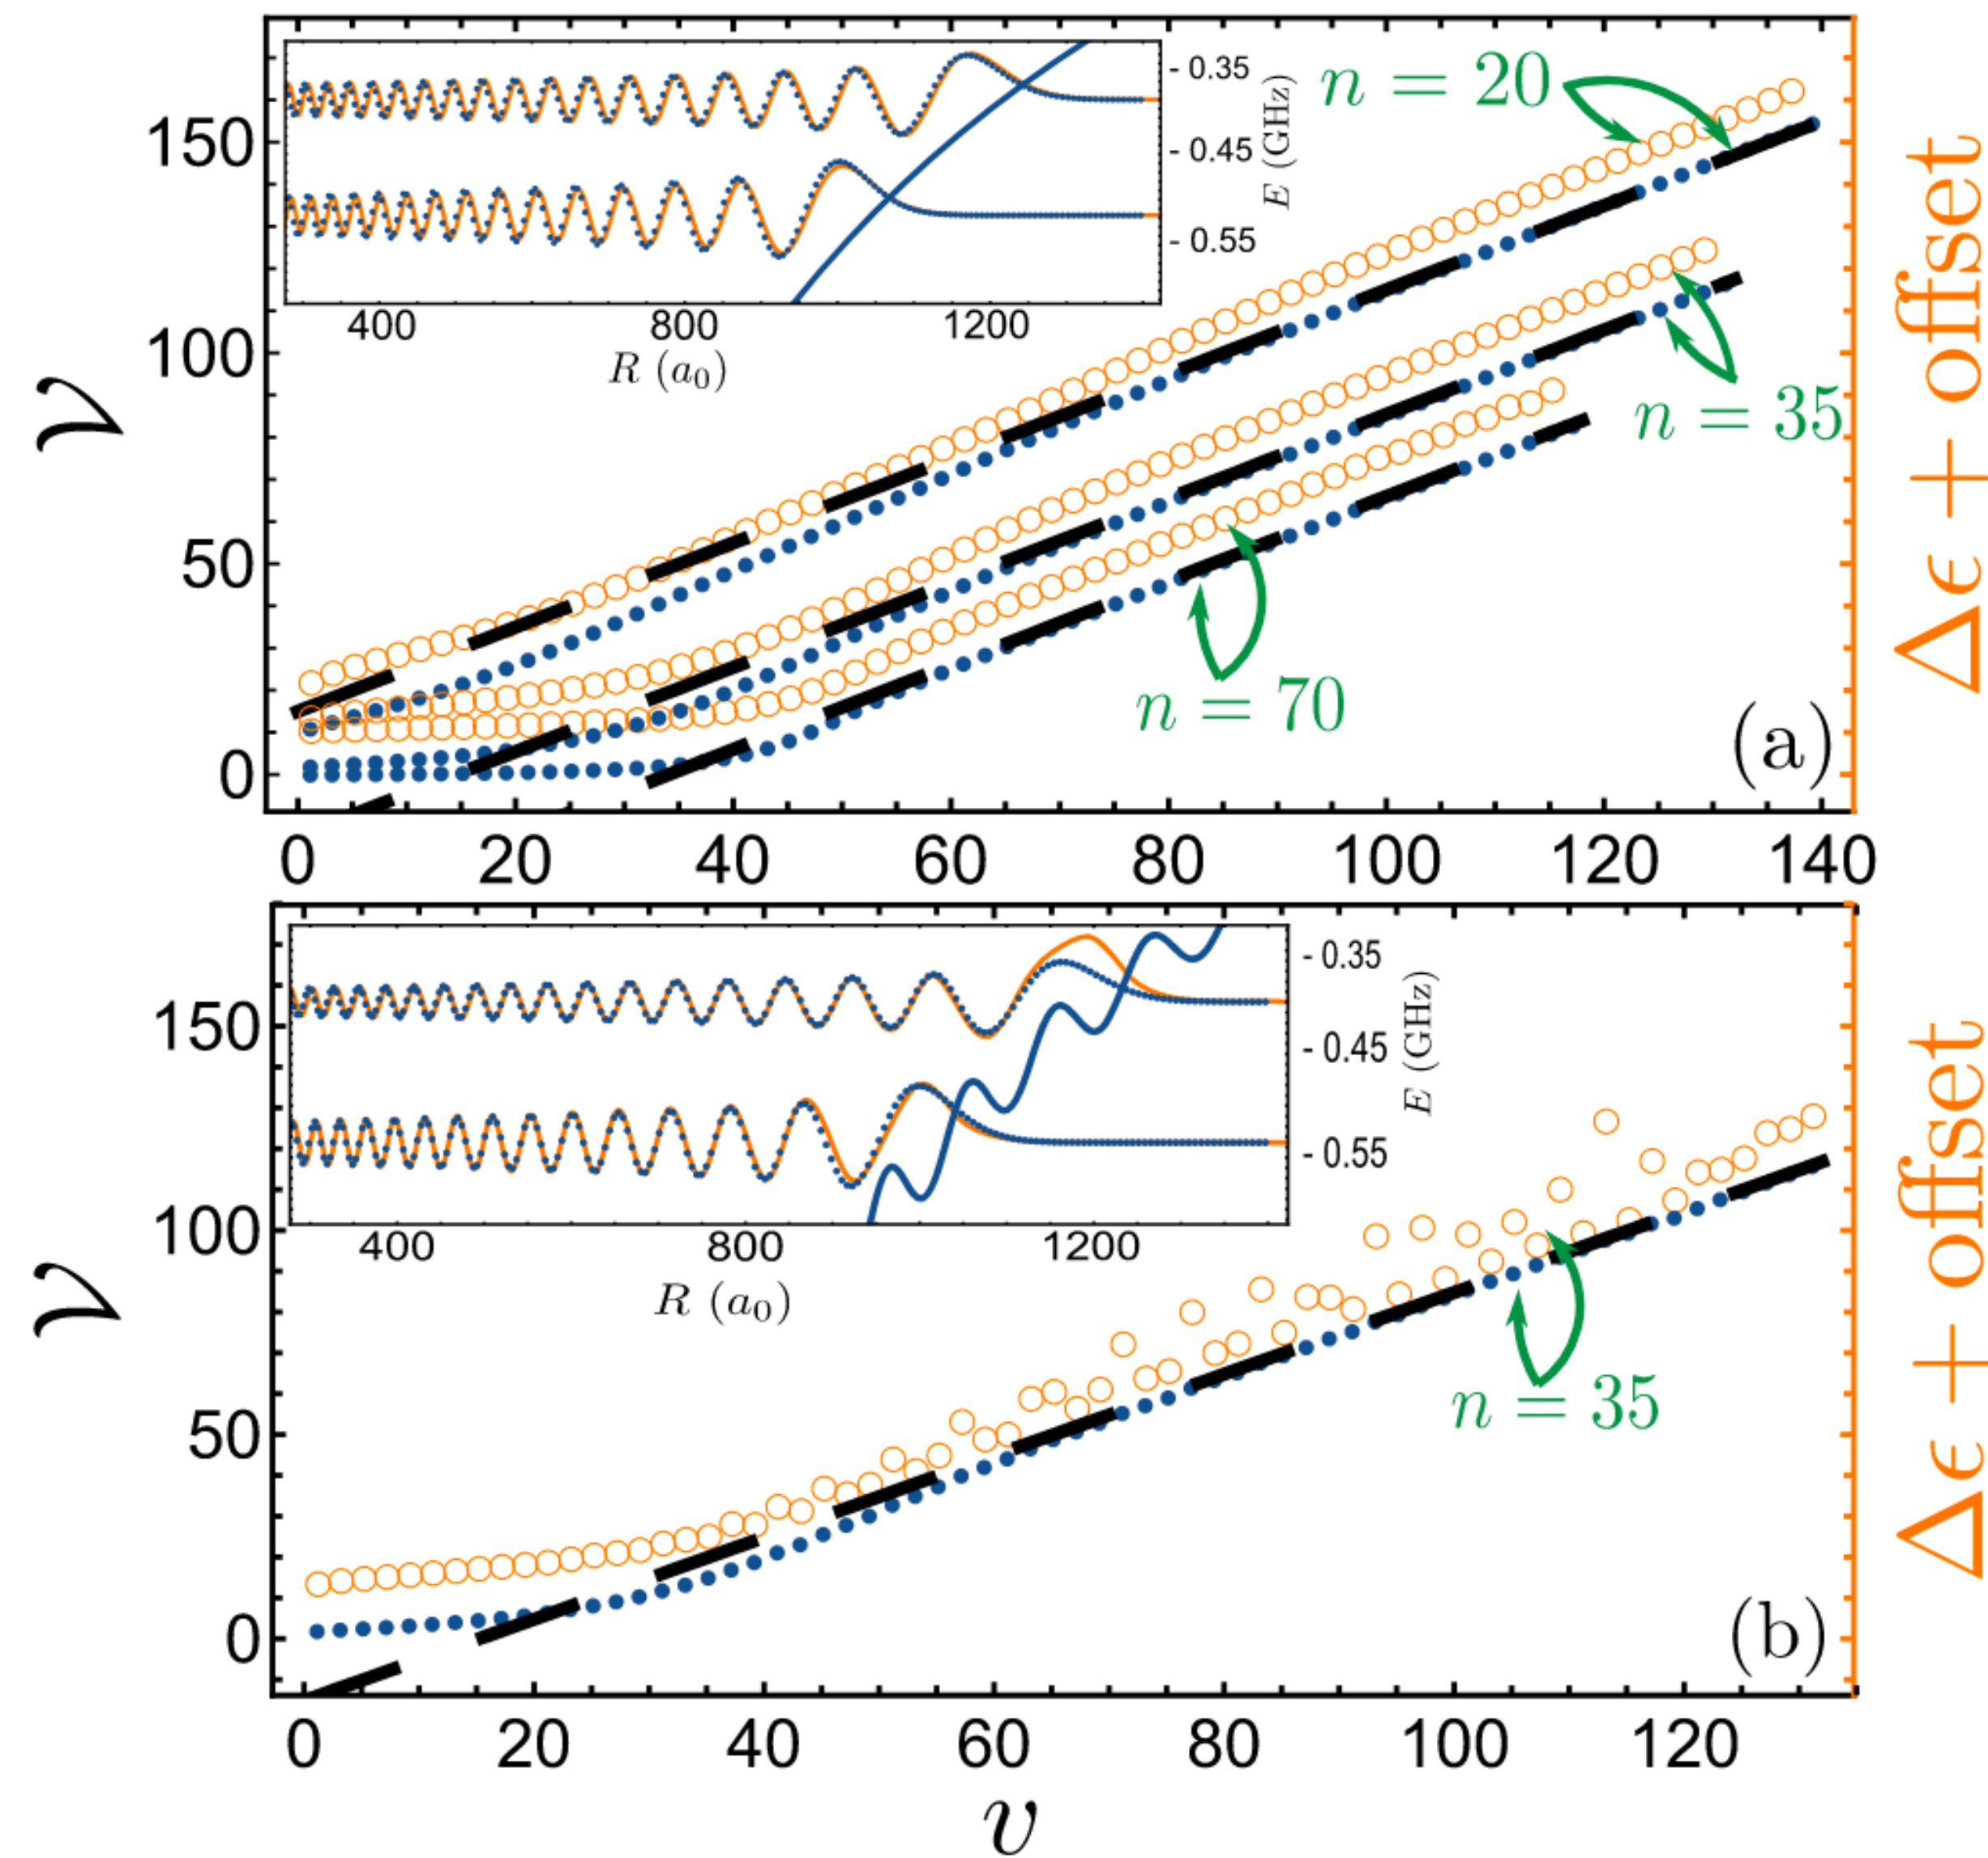 150
100
50
0
𝒱
- 0.35
- 0.45
- 0.55
E (GHz)
400 800 1200
R (a₀)
n = 20
n = 35
n = 70
(a)
Δϵ + offset
0 20 40 60 80 100 120 140
150
100
50
0
𝒱
- 0.35
- 0.45
- 0.55
E (GHz)
400 800 1200
R (a₀)
n = 35
(b)
Δϵ + offset
0 20 40 60 80 100 120
v